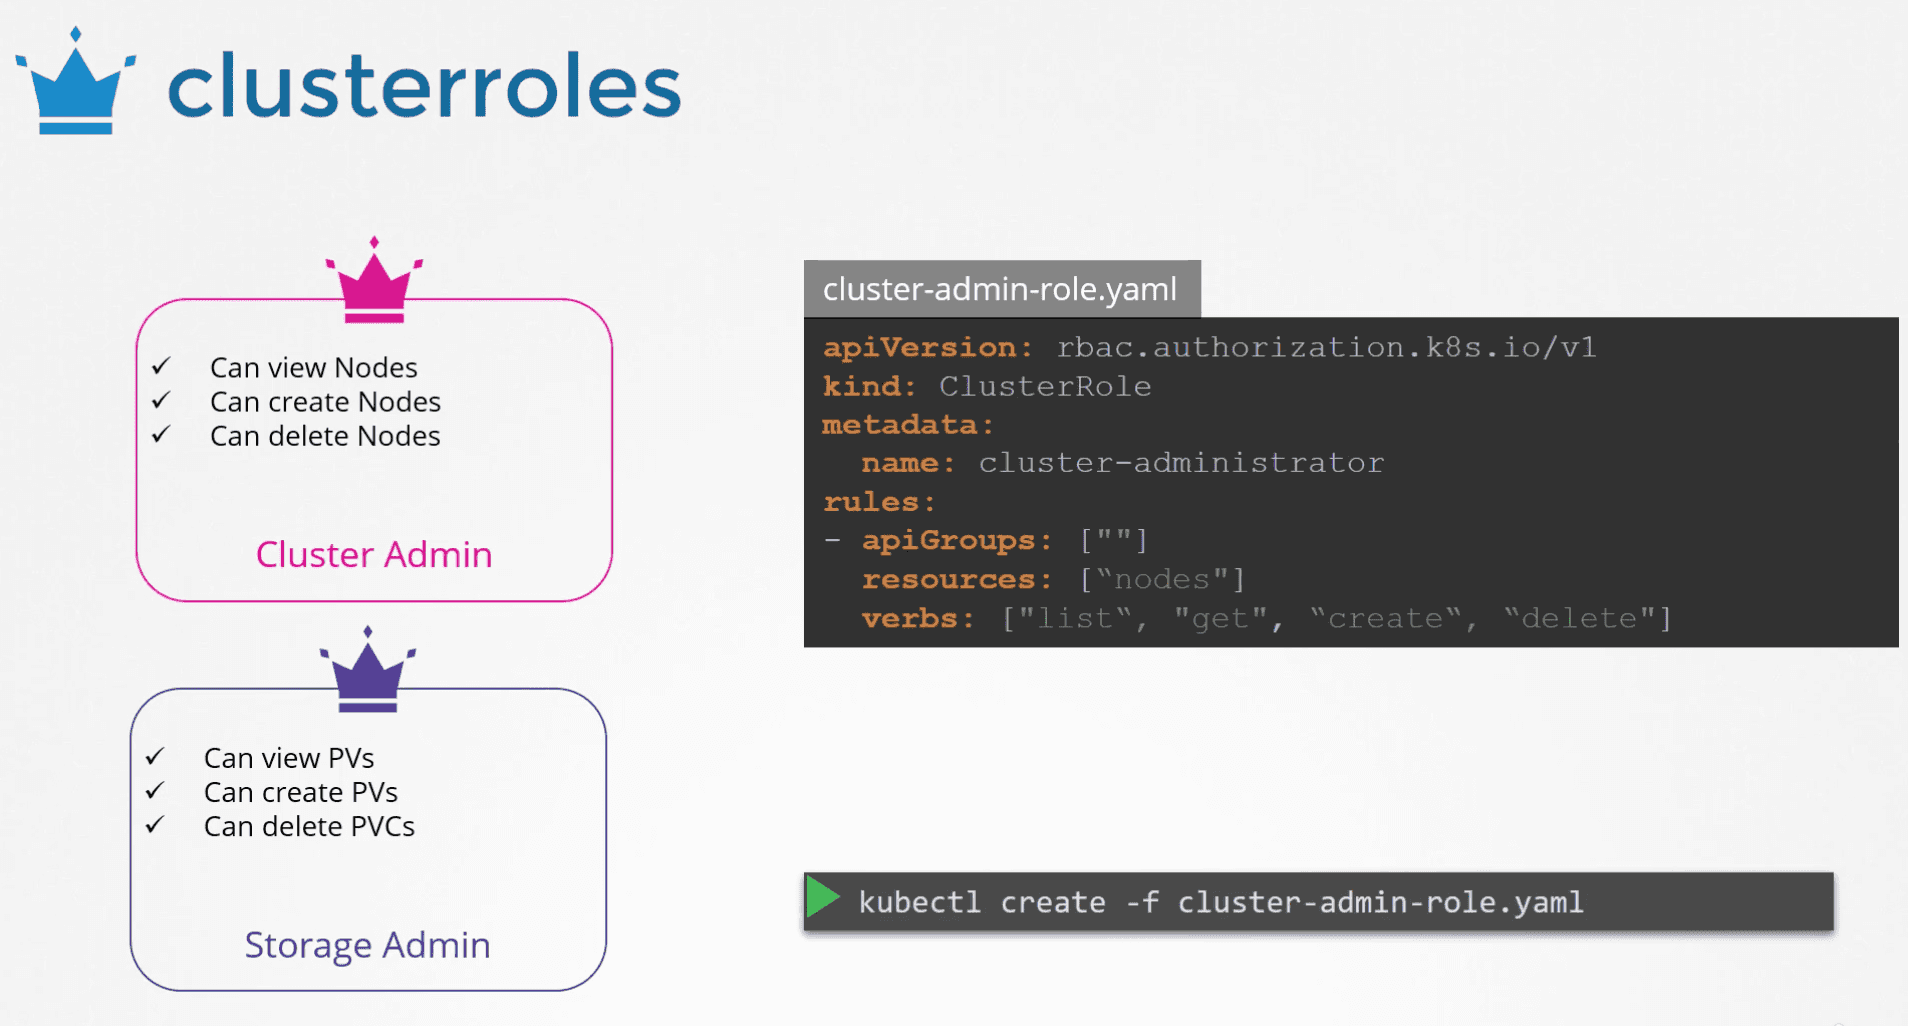 clusterroles
Can view Nodes
Can create Nodes
Can delete Nodes
Cluster Admin
Can view PVs
Can create PVs
Can delete PVCs
Storage Admin
cluster-admin-role.yaml
apiVersion: rbac.authorization.k8s.io/v1
kind: ClusterRole
metadata:
  name: cluster-administrator
rules:
- apiGroups: [""]
  resources: [“nodes"]
  verbs: ["list“, "get", “create“, “delete"]
kubectl create -f cluster-admin-role.yaml